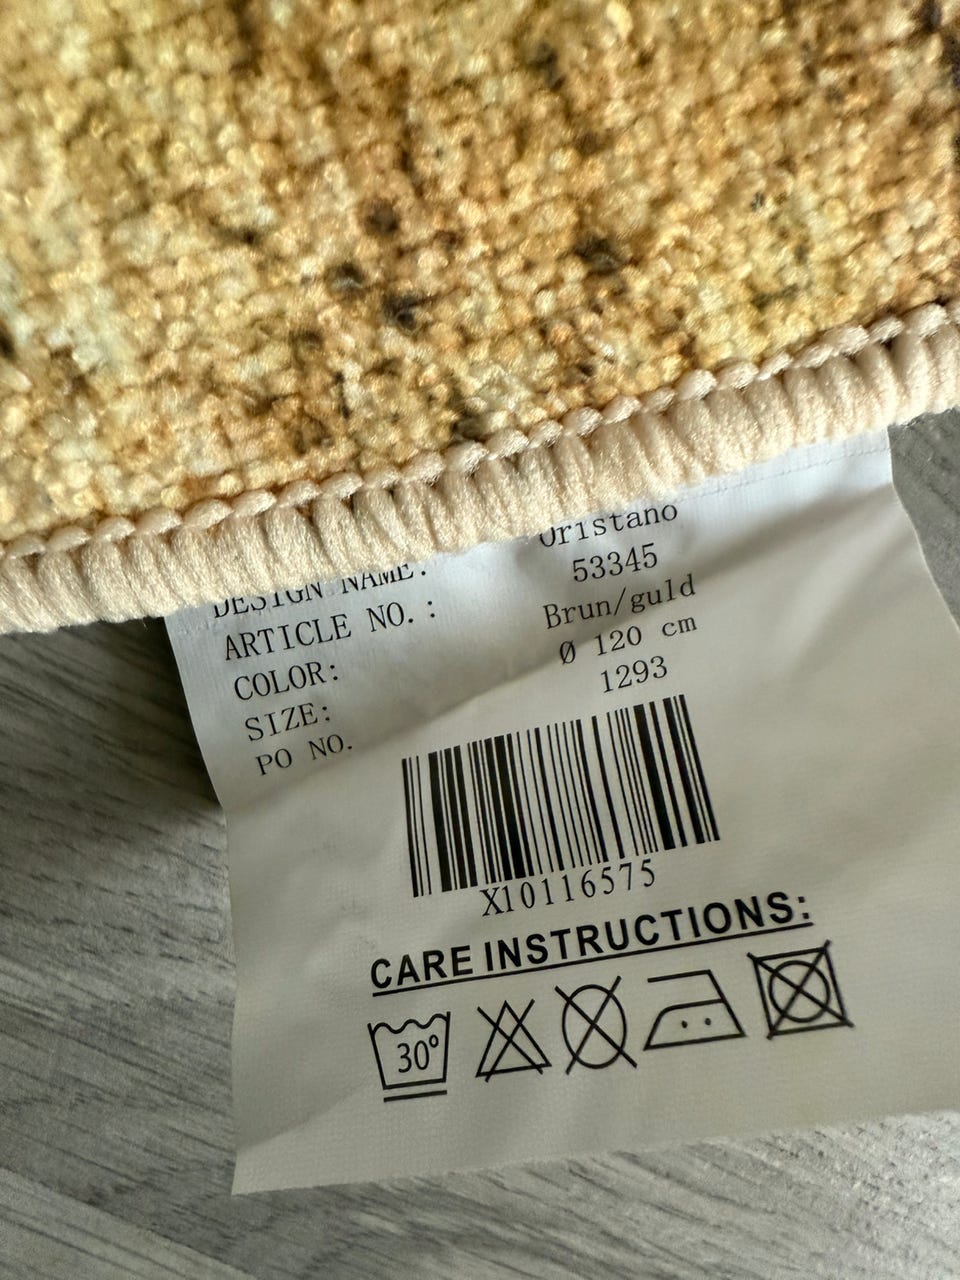 DESIGN NAME: Oristano
ARTICLE NO.: 53345
COLOR: Brun/guld
SIZE: Ø 120 cm
PO NO. 1293
X10116575
CARE INSTRUCTIONS:
30°